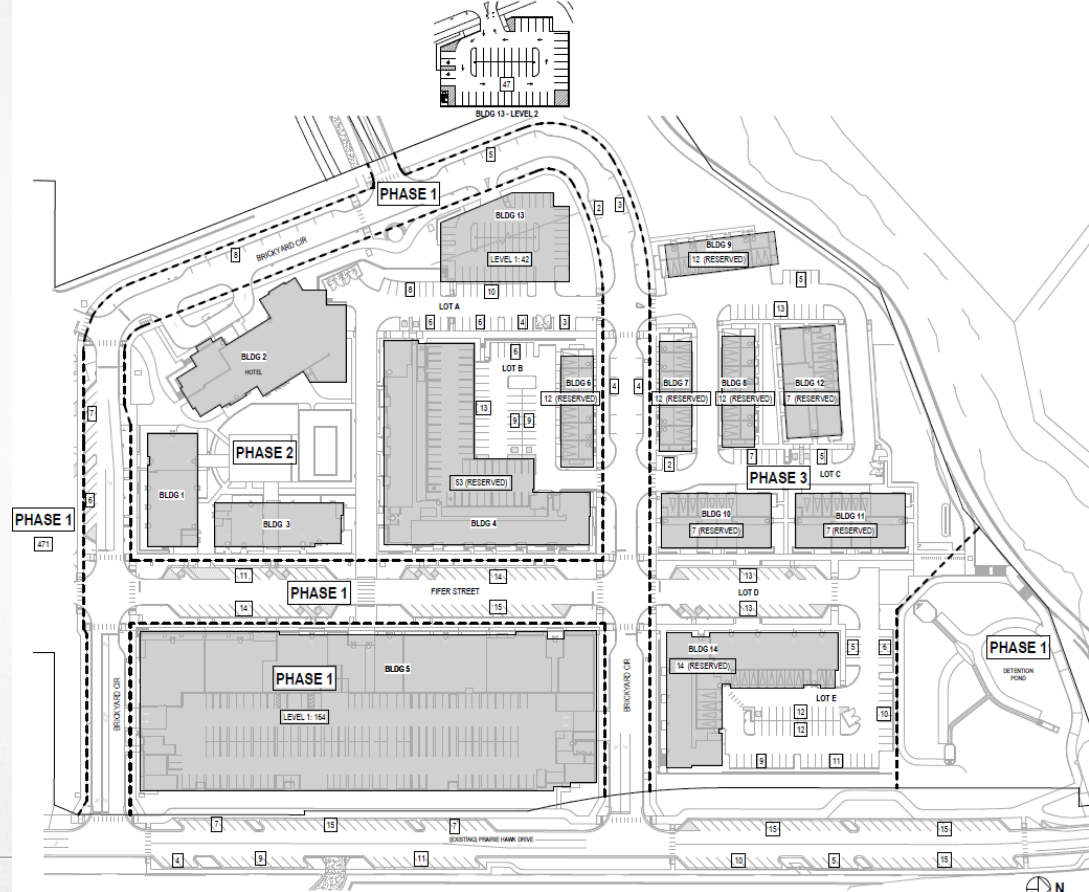 47
BLDG 13 - LEVEL 2
5
PHASE 1
2
3
BLDG 13
8
BRICKYARD CIR
LEVEL 1: 42
BLDG 9
12 (RESERVED)
5
8
10
13
LOT A
6
6
4
3
BLDG 2
HOTEL
6
LOT B
BLDG 6
12 (RESERVED)
4
4
BLDG 7
12 (RESERVED)
BLDG 8
12 (RESERVED)
BLDG 12
7 (RESERVED)
7
13
9
9
PHASE 2
2
7
5
LOT C
PHASE 3
BLDG 1
6
53 (RESERVED)
BLDG 3
BLDG 4
BLDG 10
7 (RESERVED)
BLDG 11
7 (RESERVED)
PHASE 1
471
11
14
13
PHASE 1
FIFER STREET
LOT D
14
15
13
BLDG 5
PHASE 1
LEVEL 1: 164
BLDG 14
14 (RESERVED)
5
6
PHASE 1
DETENTION
POND
BRICKYARD CIR
BRICKYARD CIR
LOT E
12
12
10
9
11
7
15
7
15
15
(EXISTING) PRAIRIE HAWK DRIVE
4
9
11
10
5
15
N